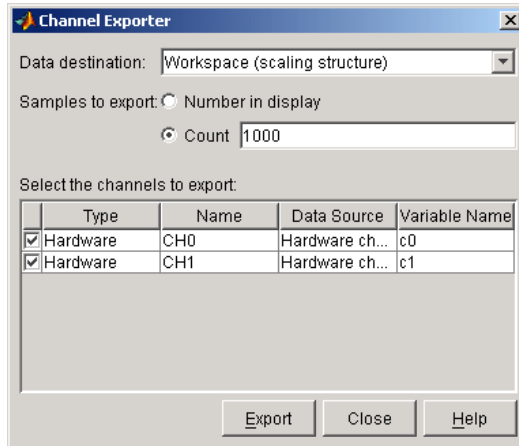 Channel Exporter
Data destination: Workspace (scaling structure)
Samples to export: Number in display
Count 1000
Select the channels to export:
Type Name Data Source Variable Name
Hardware CH0 Hardware ch... c0
Hardware CH1 Hardware ch... c1
Export Close Help